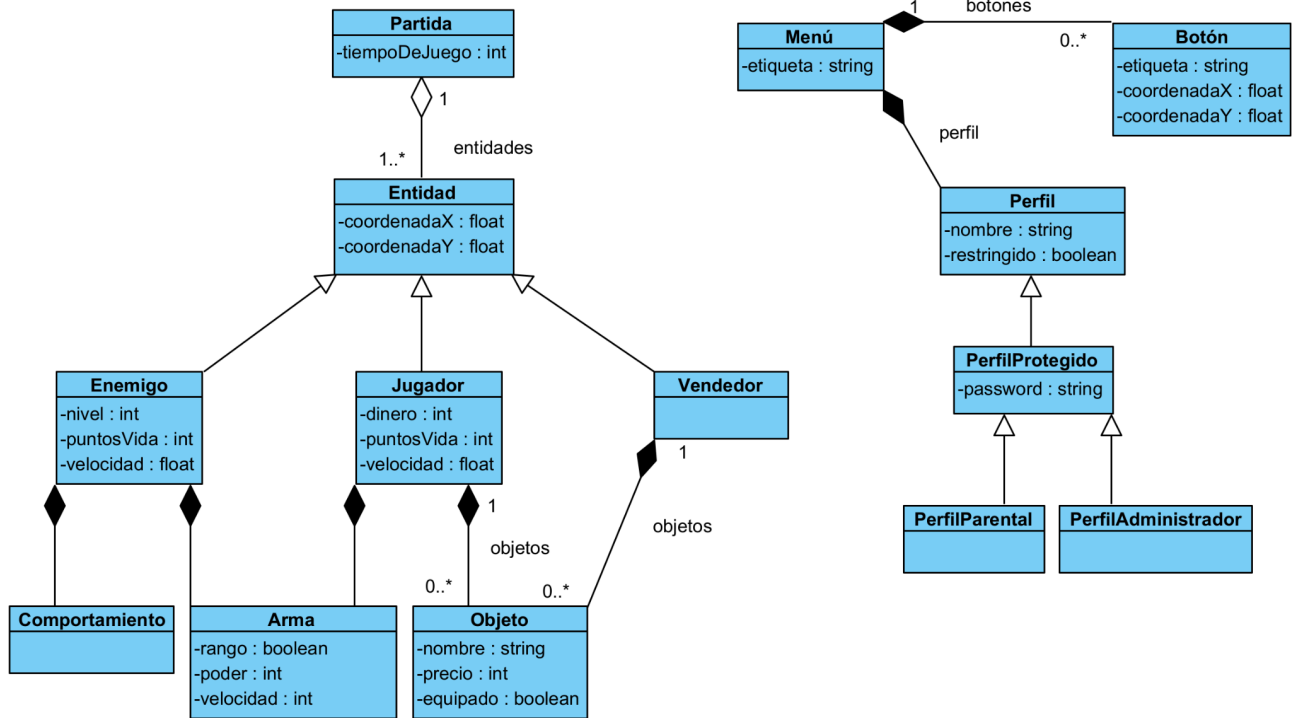 Partida
-tiempoDeJuego : int
1
entidades
1..*
Entidad
-coordenadaX : float
-coordenadaY : float
Enemigo
-nivel : int
-puntosVida : int
-velocidad : float
Jugador
-dinero : int
-puntosVida : int
-velocidad : float
Vendedor
1
1
objetos
objetos
0..*
0..*
Comportamiento
Arma
-rango : boolean
-poder : int
-velocidad : int
Objeto
-nombre : string
-precio : int
-equipado : boolean
1
botones
0..*
Menú
-etiqueta : string
Botón
-etiqueta : string
-coordenadaX : float
-coordenadaY : float
perfil
Perfil
-nombre : string
-restringido : boolean
PerfilProtegido
-password : string
PerfilParental
PerfilAdministrador